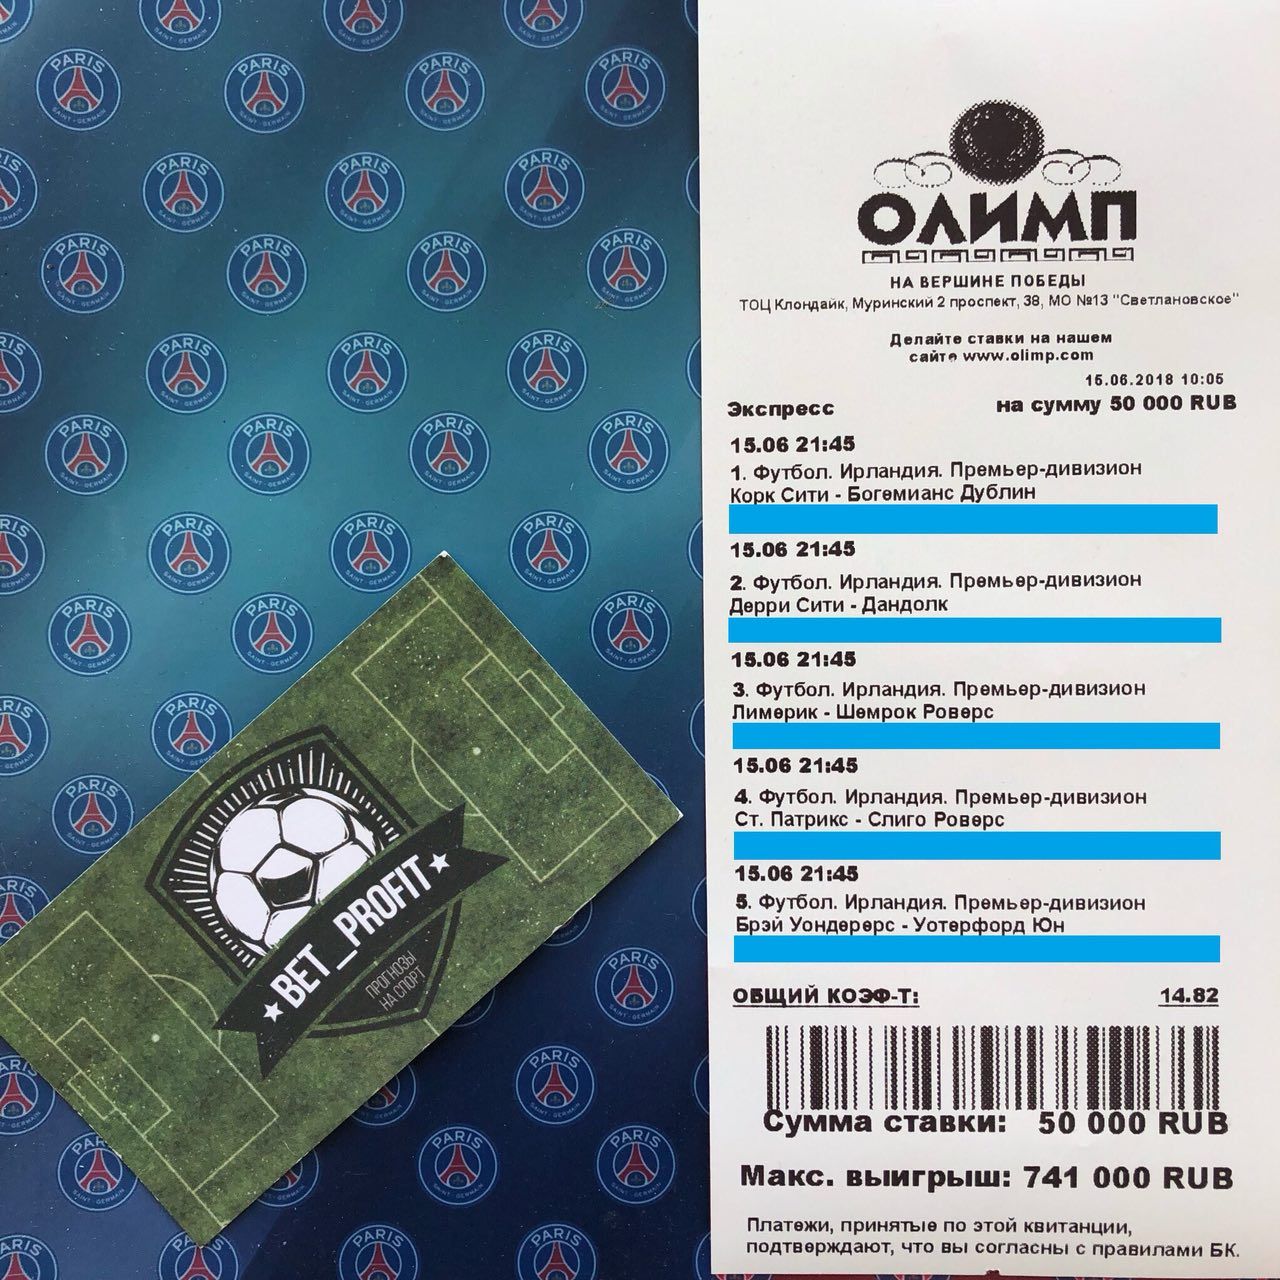 PARIS
SAINT-GERMAIN
ОЛИМП
НА ВЕРШИНЕ ПОБЕДЫ
ТОЦ Клондайк, Муринский 2 проспект, 38, МО №13 "Светлановское"
Делайте ставки на нашем
сайте www.olimp.com
15.06.2018 10:05
Экспресс на сумму 50 000 RUB
15.06 21:45
1. Футбол. Ирландия. Премьер-дивизион
Корк Сити - Богемианс Дублин
15.06 21:45
2. Футбол. Ирландия. Премьер-дивизион
Дерри Сити - Дандолк
15.06 21:45
3. Футбол. Ирландия. Премьер-дивизион
Лимерик - Шемрок Роверс
15.06 21:45
4. Футбол. Ирландия. Премьер-дивизион
Ст. Патрикс - Слиго Роверс
15.06 21:45
5. Футбол. Ирландия. Премьер-дивизион
Брэй Уондерерс - Уотерфорд Юн
ОБЩИЙ КОЭФ-Т: 14.82
Сумма ставки: 50 000 RUB
Макс. выигрыш: 741 000 RUB
Платежи, принятые по этой квитанции,
подтверждают, что вы согласны с правилами БК.
BET_PROFIT
ПРОГНОЗЫ
НА СПОРТ